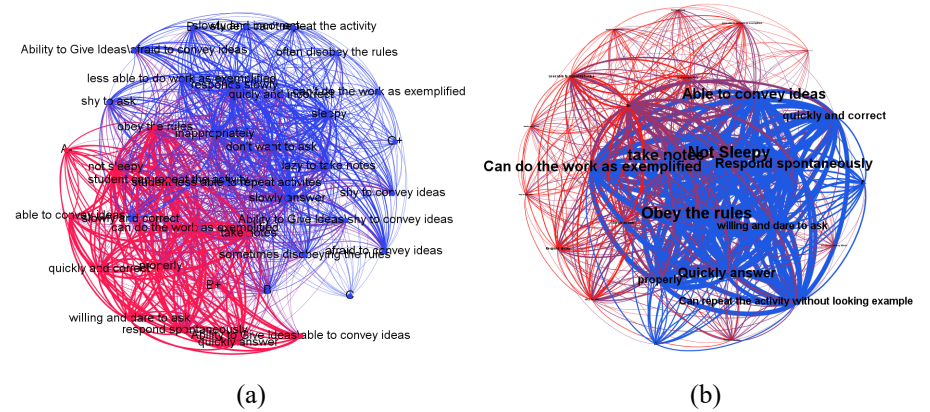 slowly and incorrect
student can't repeat the activity
Ability to Give Ideas\afraid to convey ideas
often disobey the rules
less able to do work as exemplified
responds slowly
quicly and incorrect
can't do the work as exemplified
shy to ask
sleepy
obey the rules
inappropriately
C+
A
don't want to ask
not sleepy
lazy to take notes
student can repeat the activity
student less able to repeat activites
shy to convey ideas
slowly answer
able to convey ideas
slowly and correct
Ability to Give Ideas\shy to convey ideas
can do the work as exemplified
take notes
afraid to convey ideas
sometimes disobeying the rules
quickly and correct
properly
B+
B
C
willing and dare to ask
respond spontaneously
Ability to Give Ideas\able to convey ideas
quickly answer
(a)
Able to convey ideas
quickly and correct
take notes
Not Sleepy
Can do the work as exemplified
Respond spontaneously
Obey the rules
willing and dare to ask
Quickly answer
properly
Can repeat the activity without looking example
(b)